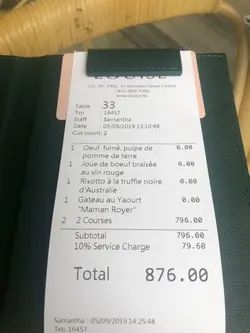 LOUISE
Table : 33
Txn : 16457
Staff : Samantha
Date : 05/09/2019 13:10:48
Cus count: 2
1 Oeuf fumé, pulpe de pomme de terre 0.00
1 Joue de boeuf braisée au vin rouge 0.00
1 Risotto à la truffe noire d'Australie 0.00
1 Gateau au Yaourt "Maman Royer" 0.00
2 2 Courses 796.00
Subtotal 796.00
10% Service Charge 79.60
Total 876.00
Samantha : 05/09/2019 14:25:48
Txn: 16457